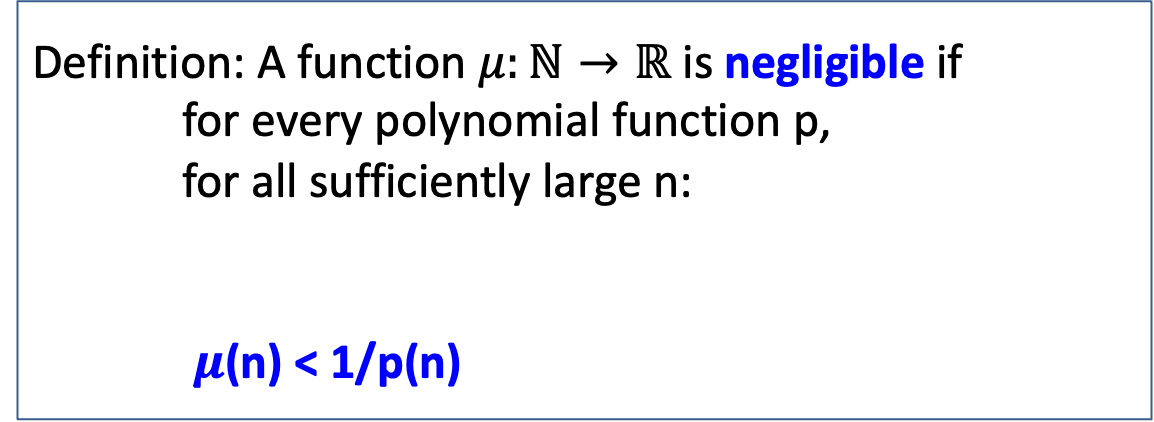 Definition: A function μ: ℕ → ℝ is negligible if
for every polynomial function p,
for all sufficiently large n:
μ(n) < 1/p(n)